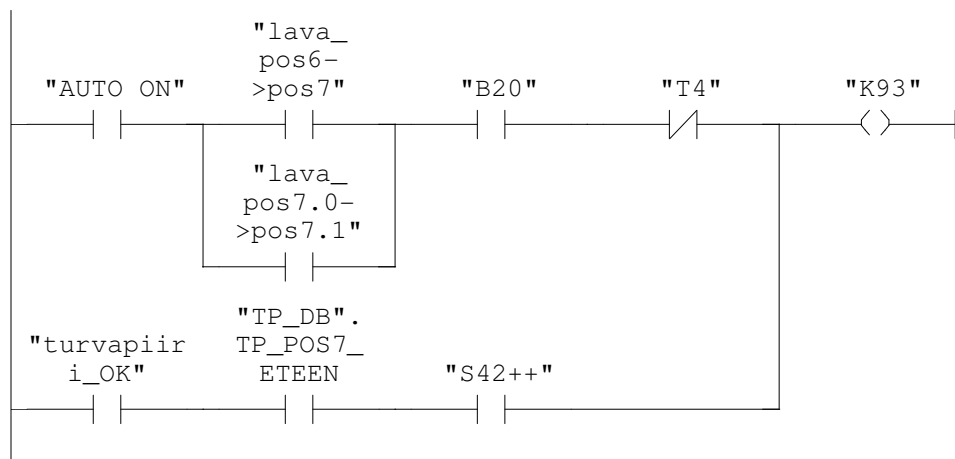 "lava_
pos6-
>pos7"
"AUTO ON"
"B20"
"T4"
"K93"
"lava_
pos7.0-
>pos7.1"
"turvapiir
i_OK"
"TP_DB".
TP_POS7_
ETEEN
"S42++"